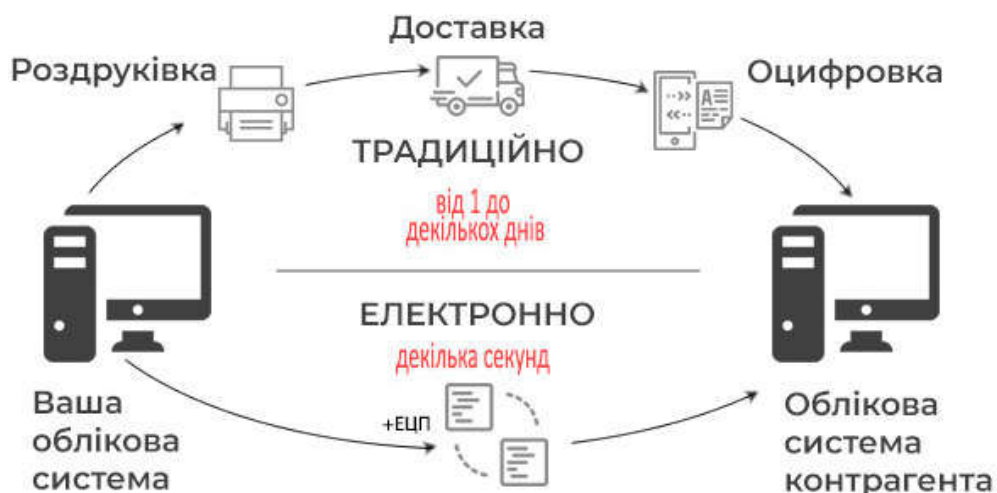 Доставка
Роздруківка
Оцифровка
ТРАДИЦІЙНО
від 1 до
декількох днів
ЕЛЕКТРОННО
декілька секунд
+ЕЦП
Ваша
облікова
система
Облікова
система
контрагента